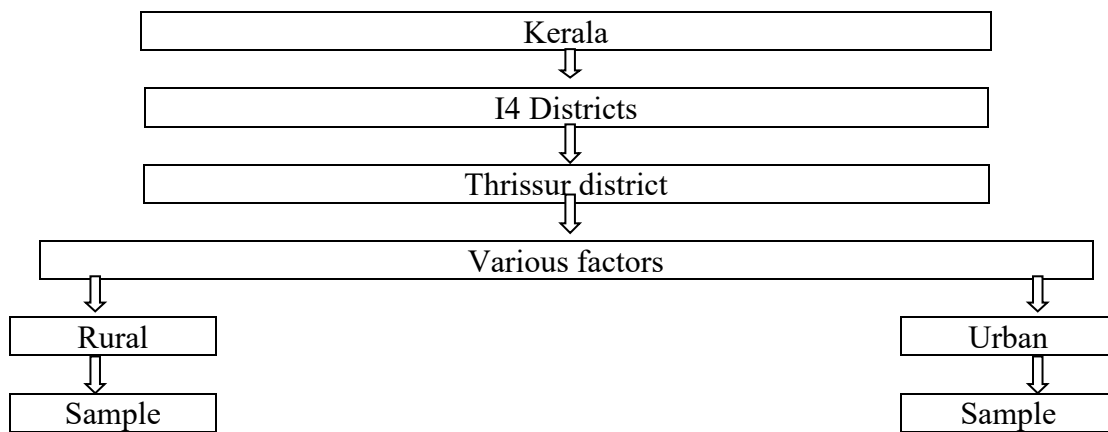 Kerala
I4 Districts
Thrissur district
Various factors
Rural
Urban
Sample
Sample